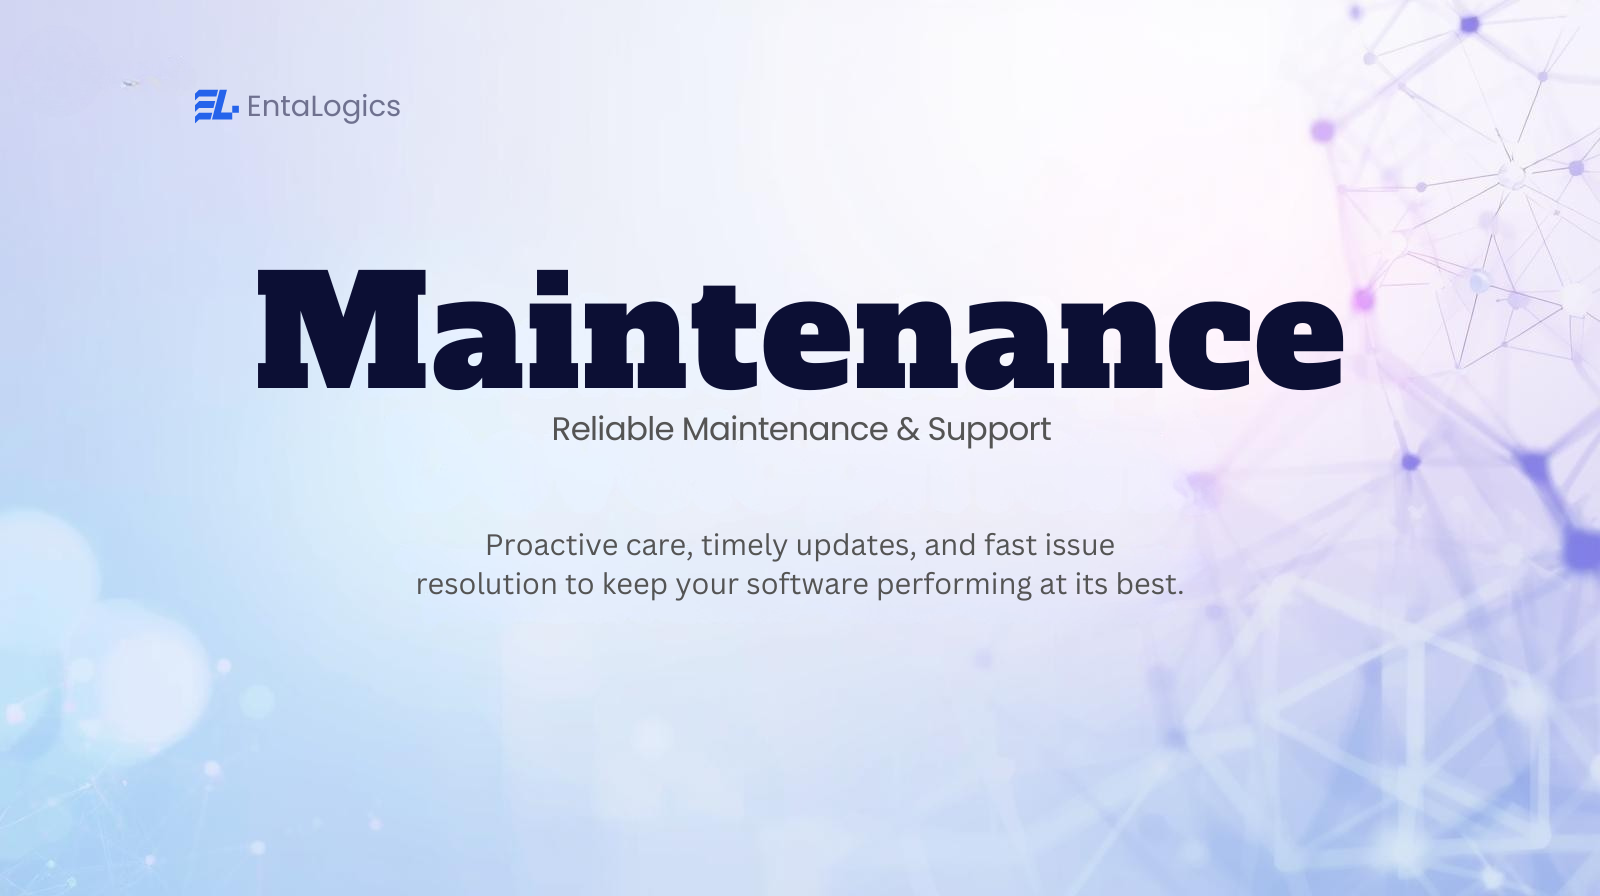 EntaLogics
Maintenance
Reliable Maintenance & Support
Proactive care, timely updates, and fast issue
resolution to keep your software performing at its best.